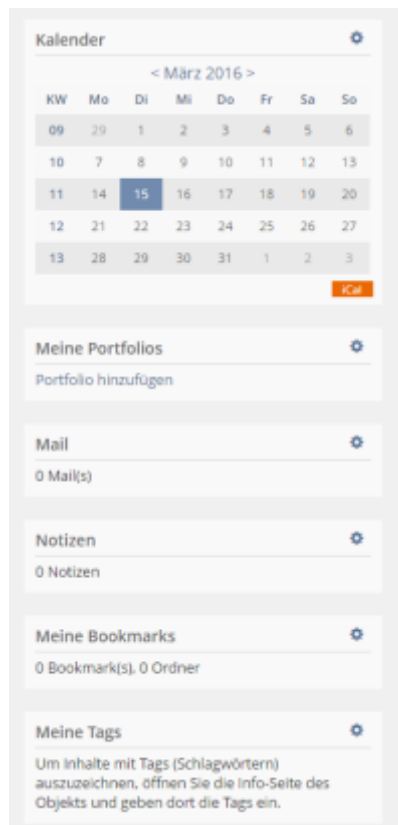 Kalender
< März 2016 >
KW Mo Di Mi Do Fr Sa So
09 29 1 2 3 4 5 6
10 7 8 9 10 11 12 13
11 14 15 16 17 18 19 20
12 21 22 23 24 25 26 27
13 28 29 30 31 1 2 3
iCal
Meine Portfolios
Portfolio hinzufügen
Mail
0 Mail(s)
Notizen
0 Notizen
Meine Bookmarks
0 Bookmark(s), 0 Ordner
Meine Tags
Um Inhalte mit Tags (Schlagwörtern)
auszuzeichnen, öffnen Sie die Info-Seite des
Objekts und geben dort die Tags ein.